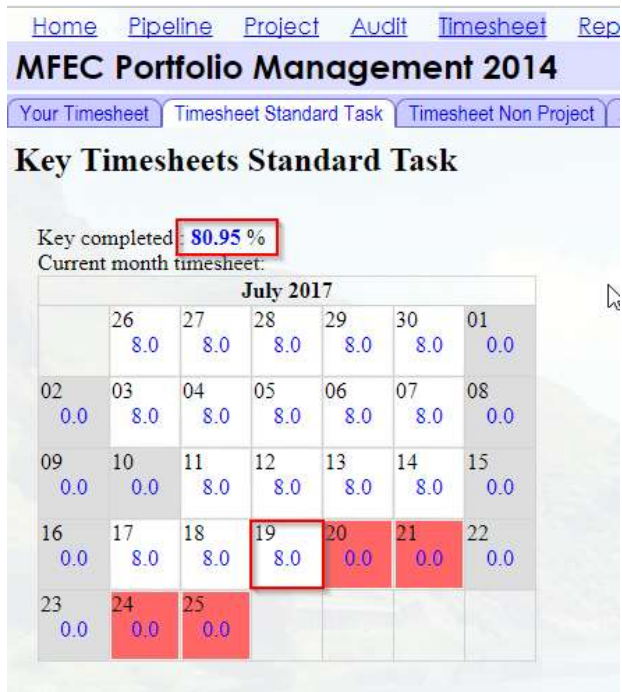 Home Pipeline Project Audit Timesheet Rep
MFEC Portfolio Management 2014
Your Timesheet Timesheet Standard Task Timesheet Non Project
Key Timesheets Standard Task
Key completed : 80.95 %
Current month timesheet:
July 2017
26 27 28 29 30 01
8.0 8.0 8.0 8.0 8.0 0.0
02 03 04 05 06 07 08
0.0 8.0 8.0 8.0 8.0 8.0 0.0
09 10 11 12 13 14 15
0.0 0.0 8.0 8.0 8.0 8.0 0.0
16 17 18 19 20 21 22
0.0 8.0 8.0 8.0 0.0 0.0 0.0
23 24 25
0.0 0.0 0.0